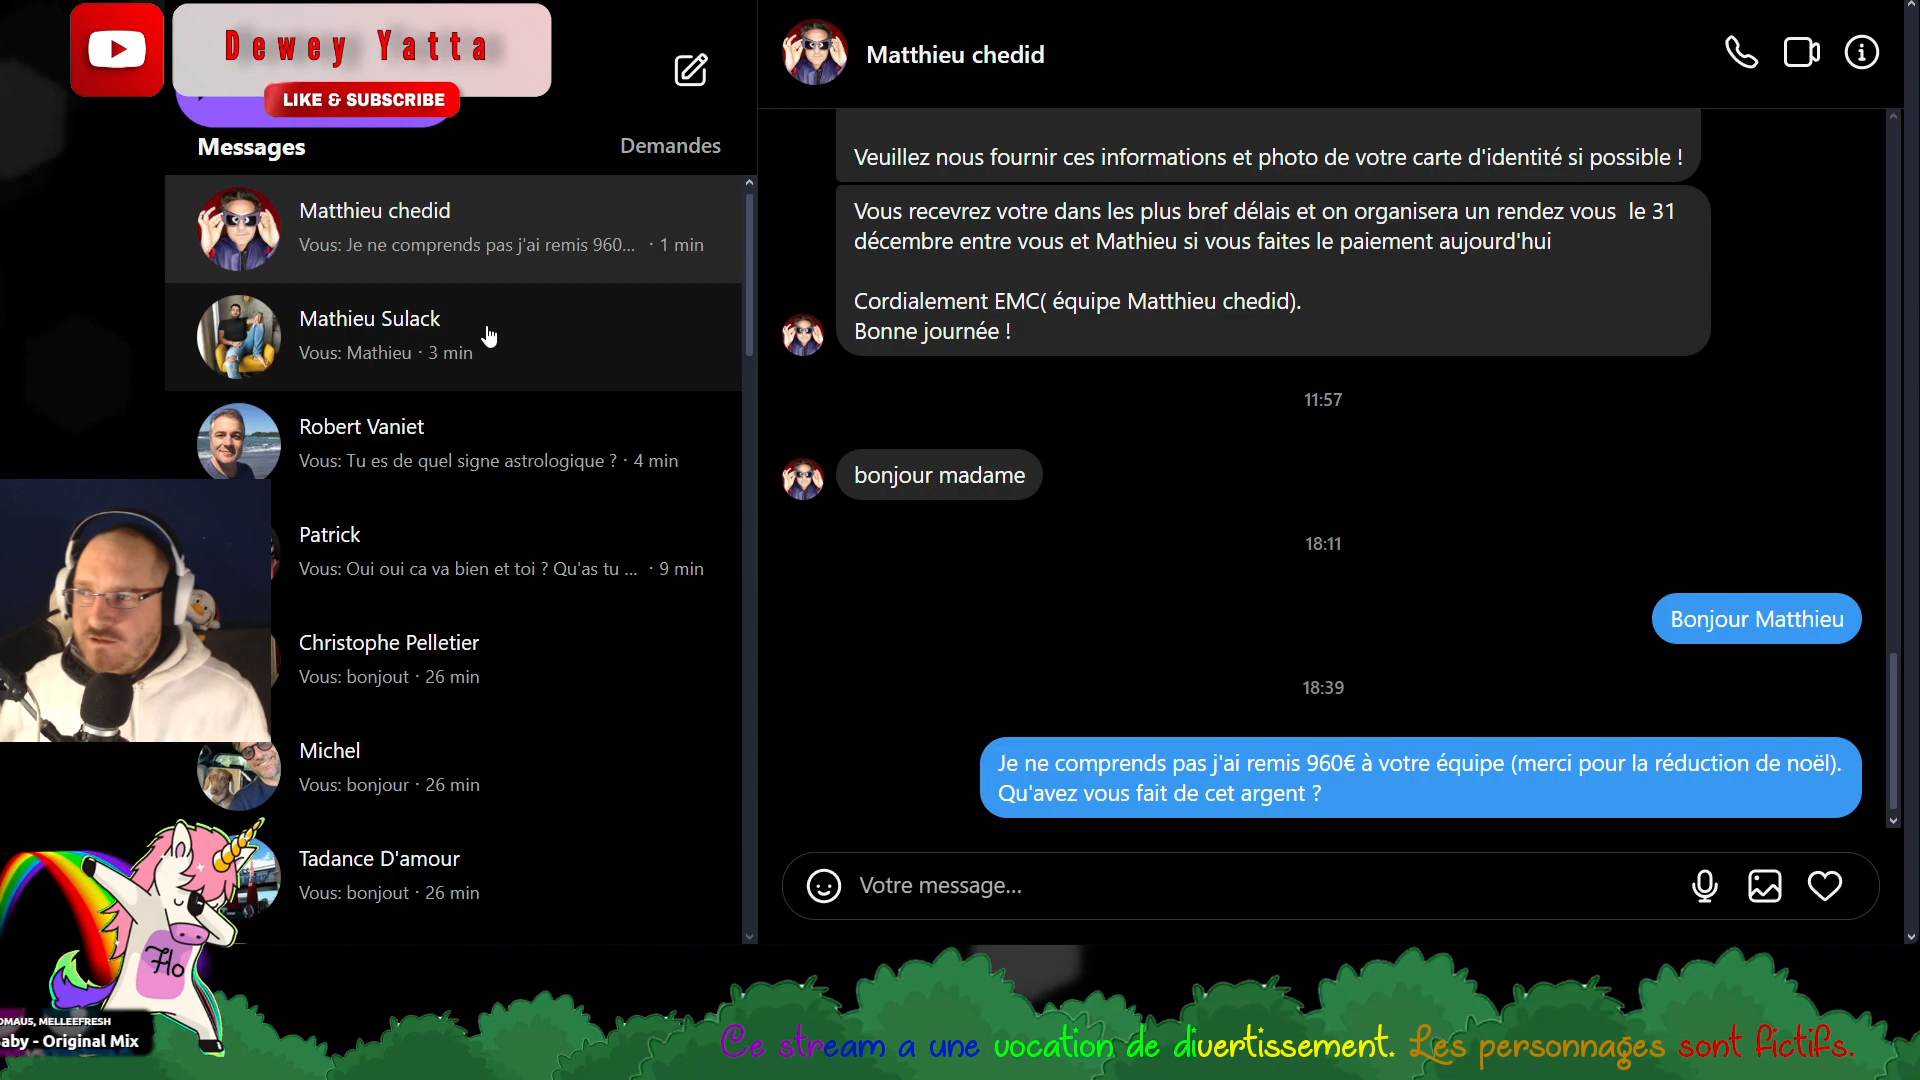 Dewey Yatta
LIKE & SUBSCRIBE
Messages
Demandes
Matthieu chedid
Vous: Je ne comprends pas j'ai remis 960... · 1 min
Mathieu Sulack
Vous: Mathieu · 3 min
Robert Vaniet
Vous: Tu es de quel signe astrologique ? · 4 min
Patrick
Vous: Oui oui ca va bien et toi ? Qu'as tu ... · 9 min
Christophe Pelletier
Vous: bonjout · 26 min
Michel
Vous: bonjour · 26 min
Tadance D'amour
Vous: bonjout · 26 min
Flo
OMAU5, MELLEEFRESH
aby - Original Mix
Matthieu chedid
Veuillez nous fournir ces informations et photo de votre carte d'identité si possible !
Vous recevrez votre dans les plus bref délais et on organisera un rendez vous  le 31
décembre entre vous et Mathieu si vous faites le paiement aujourd'hui
Cordialement EMC( équipe Matthieu chedid).
Bonne journée !
11:57
bonjour madame
18:11
Bonjour Matthieu
18:39
Je ne comprends pas j'ai remis 960€ à votre équipe (merci pour la réduction de noël).
Qu'avez vous fait de cet argent ?
Votre message...
Ce stream a une vocation de divertissement. Les personnages sont fictifs.